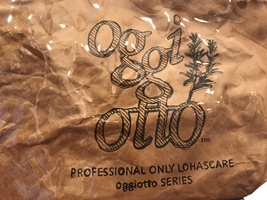 oggi
otto TM
PROFESSIONAL ONLY LOHASCARE
oggiotto SERIES